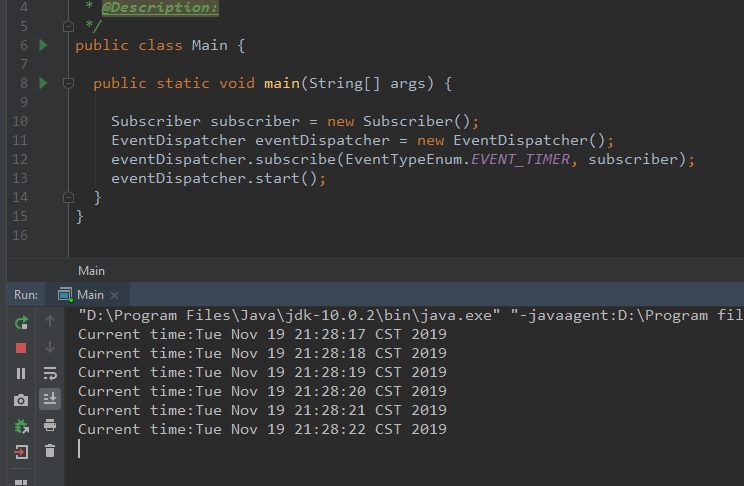 4 * @Description:
5 */
6 public class Main {
7
8 public static void main(String[] args) {
9
10 Subscriber subscriber = new Subscriber();
11 EventDispatcher eventDispatcher = new EventDispatcher();
12 eventDispatcher.subscribe(EventTypeEnum.EVENT_TIMER, subscriber);
13 eventDispatcher.start();
14 }
15 }
16
Main
Run: Main ×
"D:\Program Files\Java\jdk-10.0.2\bin\java.exe" "-javaagent:D:\Program fil
Current time:Tue Nov 19 21:28:17 CST 2019
Current time:Tue Nov 19 21:28:18 CST 2019
Current time:Tue Nov 19 21:28:19 CST 2019
Current time:Tue Nov 19 21:28:20 CST 2019
Current time:Tue Nov 19 21:28:21 CST 2019
Current time:Tue Nov 19 21:28:22 CST 2019